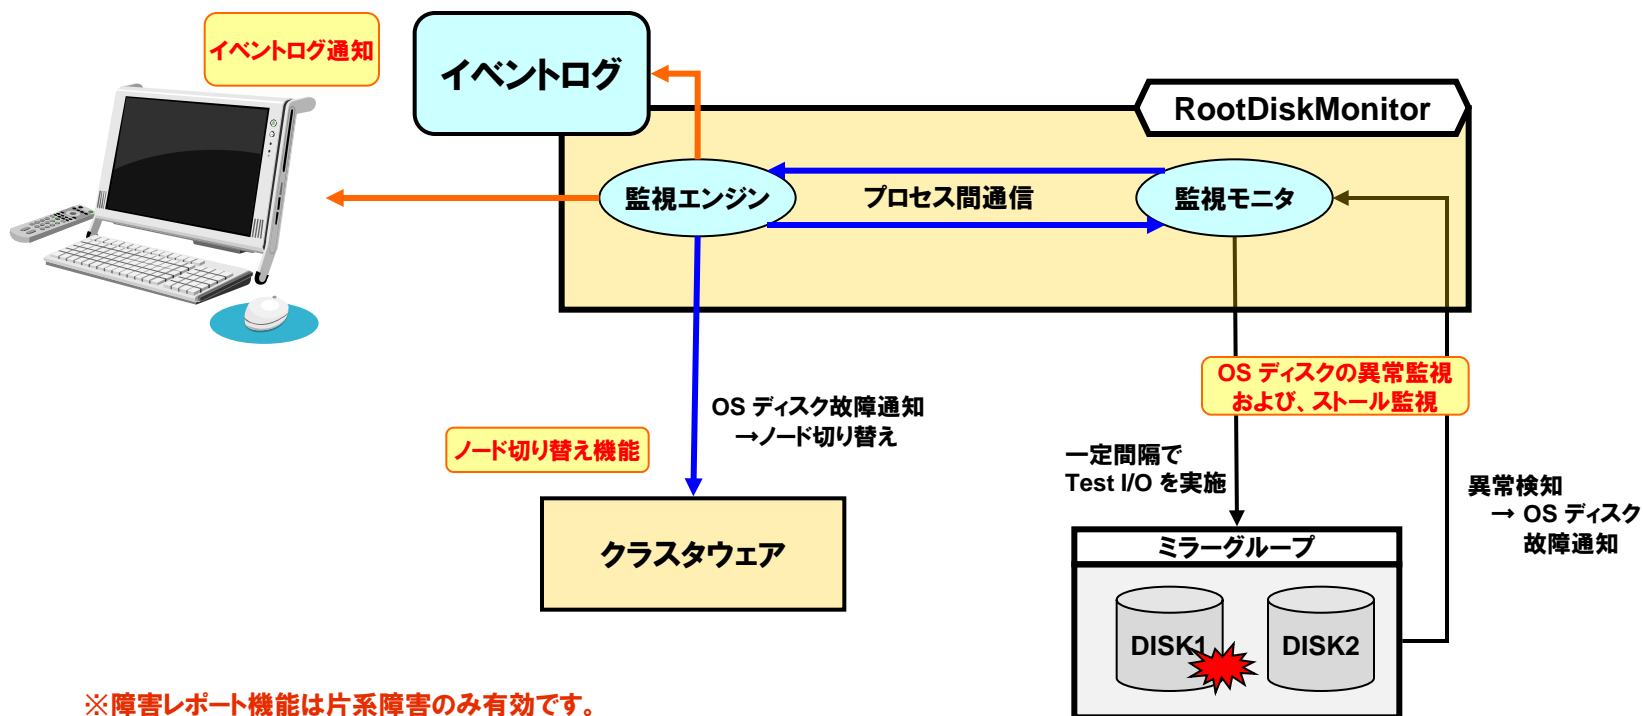 イベントログ通知
イベントログ
RootDiskMonitor
監視エンジン
プロセス間通信
監視モニタ
OS ディスクの異常監視
および、ストール監視
OS ディスク故障通知
→ノード切り替え
ノード切り替え機能
一定間隔で
Test I/O を実施
異常検知
→ OS ディスク
故障通知
クラスタウェア
ミラーグループ
DISK1
DISK2
※障害レポート機能は片系障害のみ有効です。